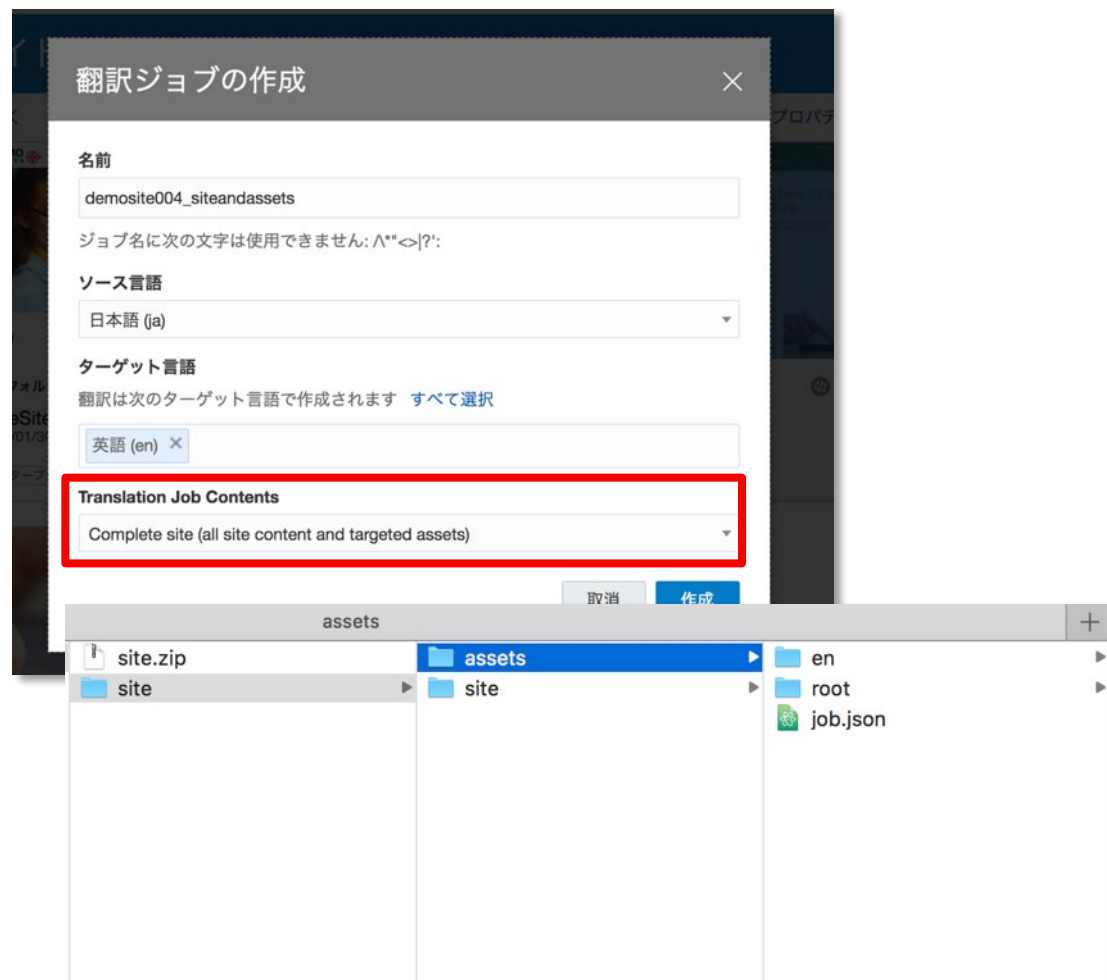 翻訳ジョブの作成
プロパテ
名前
demosite004_siteandassets
ジョブ名に次の文字は使用できません: /\*"<>|?':
ソース言語
日本語 (ja)
ターゲット言語
翻訳は次のターゲット言語で作成されます すべて選択
英語 (en) ×
Translation Job Contents
Complete site (all site content and targeted assets)
取消 作成
assets
site.zip assets en
site site root
job.json